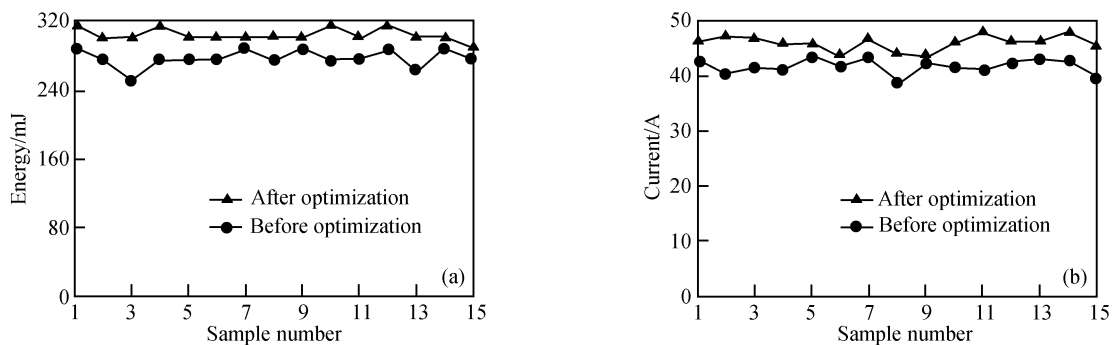 320
240
160
80
0
Energy/mJ
After optimization
Before optimization
(a)
1 3 5 7 9 11 13 15
Sample number
50
40
30
20
10
0
Current/A
After optimization
Before optimization
(b)
1 3 5 7 9 11 13 15
Sample number